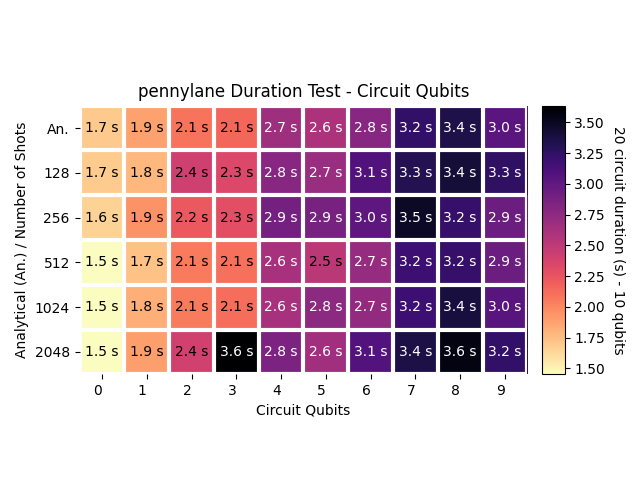 pennylane Duration Test - Circuit Qubits
Analytical (An.) / Number of Shots
An. 1.7 s 1.9 s 2.1 s 2.1 s 2.7 s 2.6 s 2.8 s 3.2 s 3.4 s 3.0 s
128 1.7 s 1.8 s 2.4 s 2.3 s 2.8 s 2.7 s 3.1 s 3.3 s 3.4 s 3.3 s
256 1.6 s 1.9 s 2.2 s 2.3 s 2.9 s 2.9 s 3.0 s 3.5 s 3.2 s 2.9 s
512 1.5 s 1.7 s 2.1 s 2.1 s 2.6 s 2.5 s 2.7 s 3.2 s 3.2 s 2.9 s
1024 1.5 s 1.8 s 2.1 s 2.1 s 2.6 s 2.8 s 2.7 s 3.2 s 3.4 s 3.0 s
2048 1.5 s 1.9 s 2.4 s 3.6 s 2.8 s 2.6 s 3.1 s 3.4 s 3.6 s 3.2 s
0 1 2 3 4 5 6 7 8 9
Circuit Qubits
3.50
3.25
3.00
2.75
2.50
2.25
2.00
1.75
1.50
20 circuit duration (s) - 10 qubits